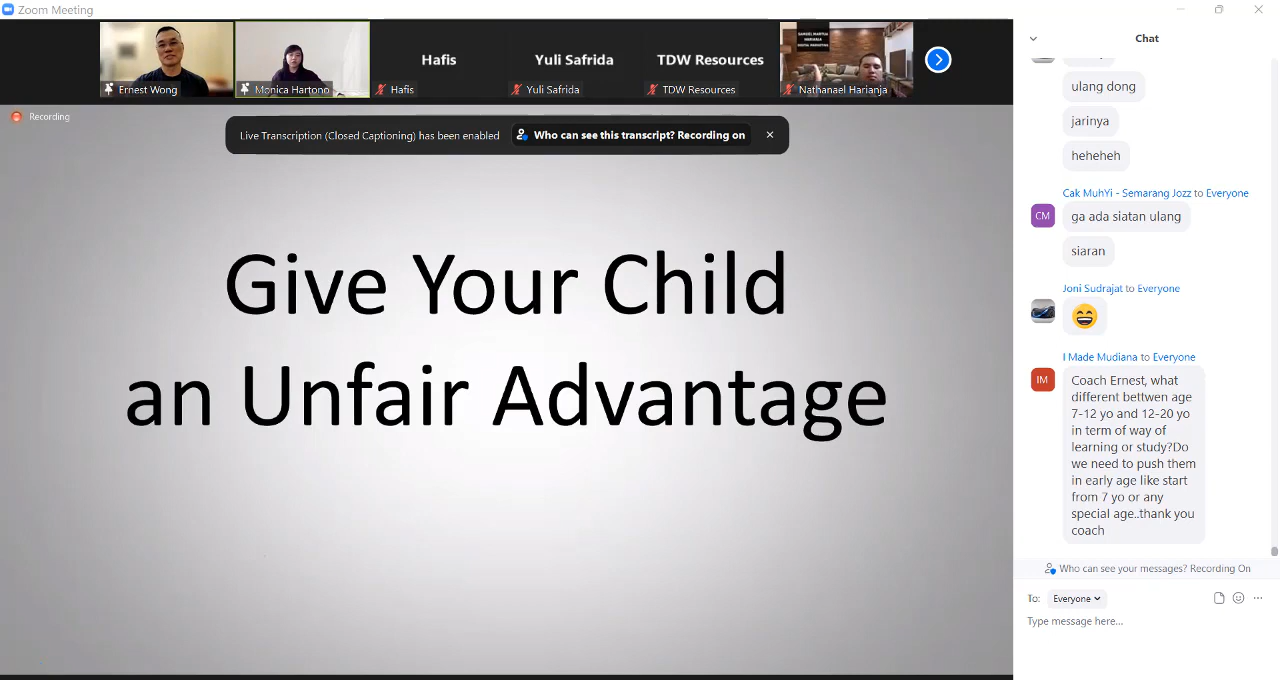 Zoom Meeting
Hafis
Yuli Safrida
TDW Resources
Ernest Wong
Monica Hartono
Hafis
Yuli Safrida
TDW Resources
Nathanael Harianja
SAMUEL MARTUA
HARIANJA
DIGITAL MARKETING
Recording
Live Transcription (Closed Captioning) has been enabled
Who can see this transcript? Recording on
Give Your Child
an Unfair Advantage
Chat
ulang dong
jarinya
heheheh
Cak MuhYi - Semarang Jozz to Everyone
CM
ga ada siatan ulang
siaran
Joni Sudrajat to Everyone
I Made Mudiana to Everyone
IM
Coach Ernest, what
different bettwen age
7-12 yo and 12-20 yo
in term of way of
learning or study?Do
we need to push them
in early age like start
from 7 yo or any
special age..thank you
coach
Who can see your messages? Recording On
To: Everyone
Type message here...